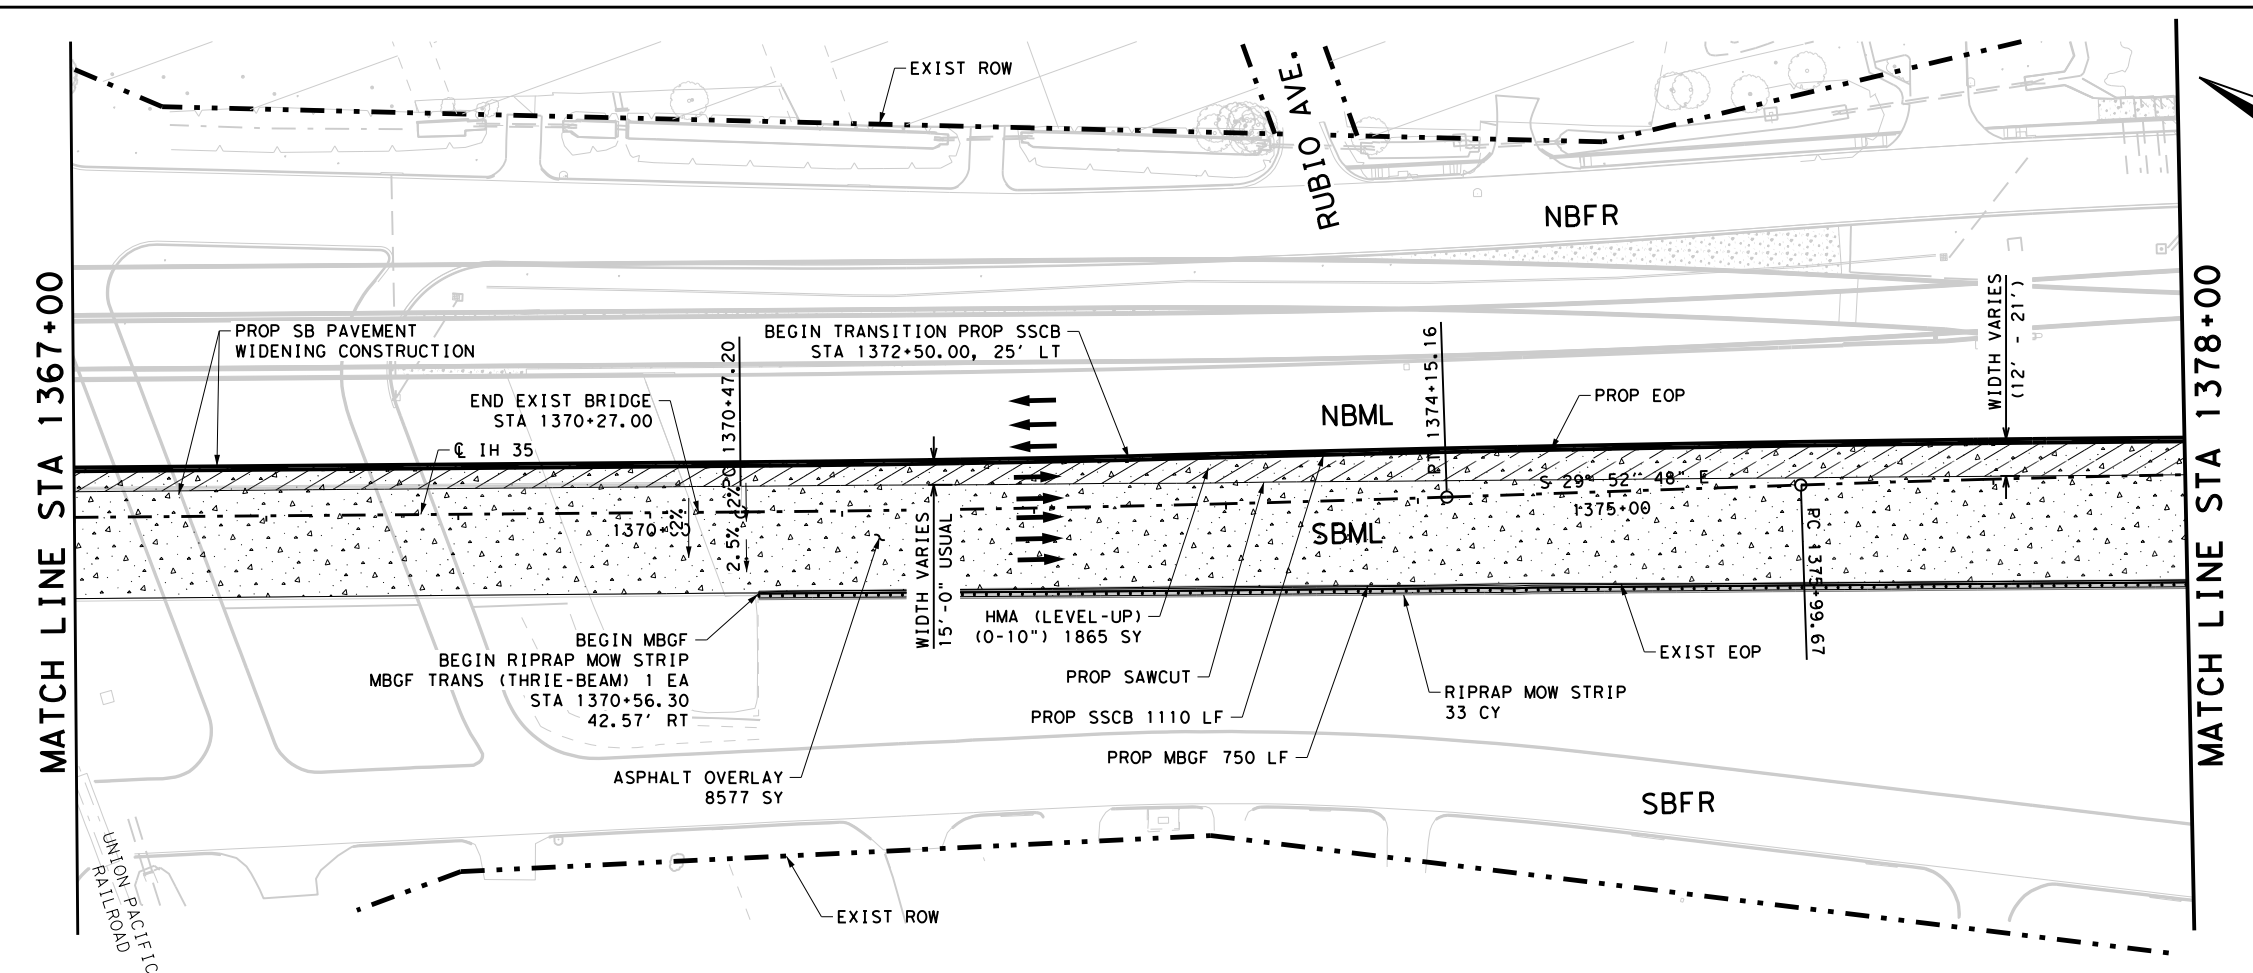 EXIST ROW
RUBIO AVE.
NBFR
MATCH LINE STA 1367+00
MATCH LINE STA 1378+00
PROP SB PAVEMENT
WIDENING CONSTRUCTION
BEGIN TRANSITION PROP SSCB
STA 1372+50.00, 25' LT
WIDTH VARIES
(12' - 21')
PC 1370+47.20
PT 1374+15.16
END EXIST BRIDGE
STA 1370+27.00
PROP EOP
NBML
℄ IH 35
S 29° 52' 48" E
1375+00
2%
2.5%
2%
SBML
PC 1375+99.67
WIDTH VARIES
15'-0" USUAL
HMA (LEVEL-UP)
(0-10") 1865 SY
BEGIN MBGF
BEGIN RIPRAP MOW STRIP
MBGF TRANS (THRIE-BEAM) 1 EA
STA 1370+56.30
42.57' RT
EXIST EOP
PROP SAWCUT
RIPRAP MOW STRIP
33 CY
PROP SSCB 1110 LF
PROP MBGF 750 LF
ASPHALT OVERLAY
8577 SY
SBFR
UNION PACIFIC
RAILROAD
EXIST ROW